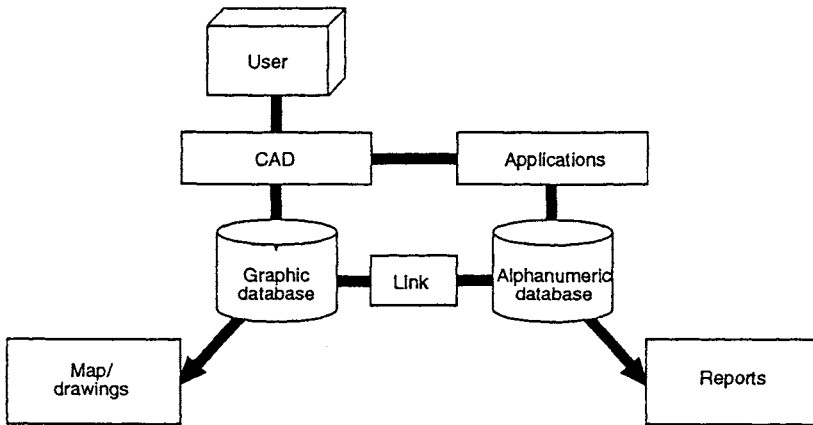 User
CAD
Applications
Graphic
database
Link
Alphanumeric
database
Map/
drawings
Reports